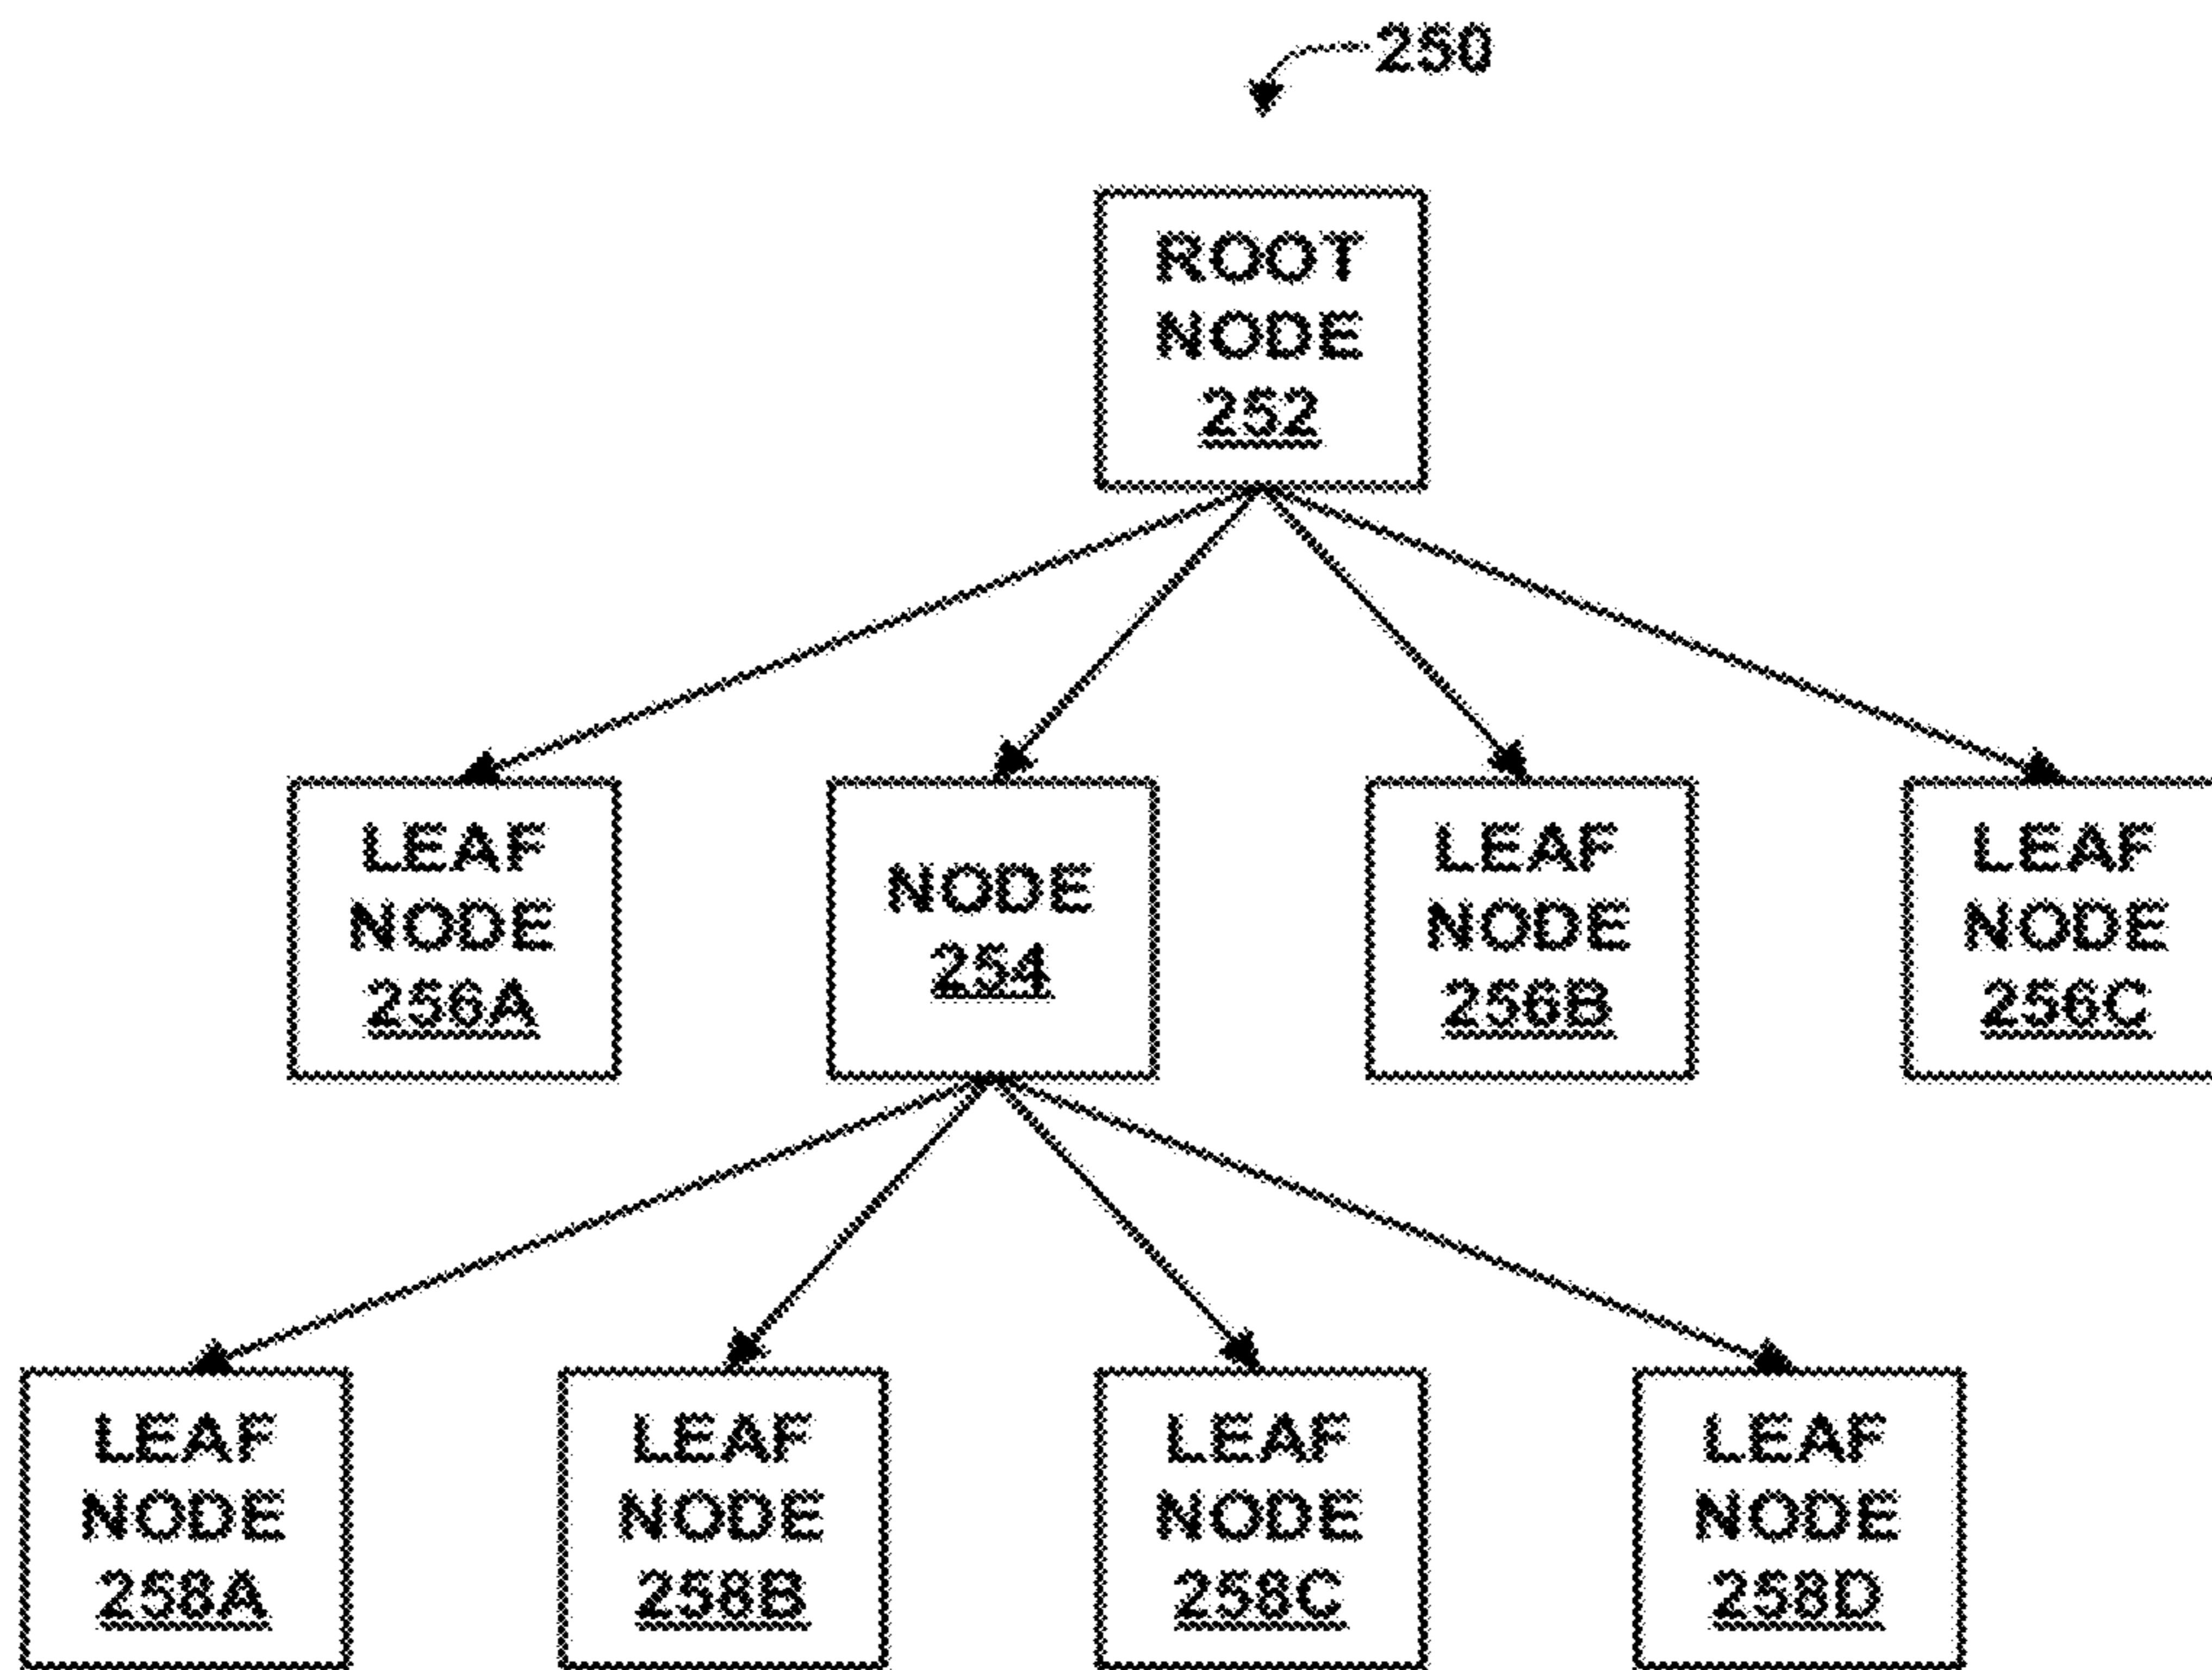 250
ROOT
NODE
252
LEAF
NODE
256A
NODE
254
LEAF
NODE
256B
LEAF
NODE
256C
LEAF
NODE
258A
LEAF
NODE
258B
LEAF
NODE
258C
LEAF
NODE
258D